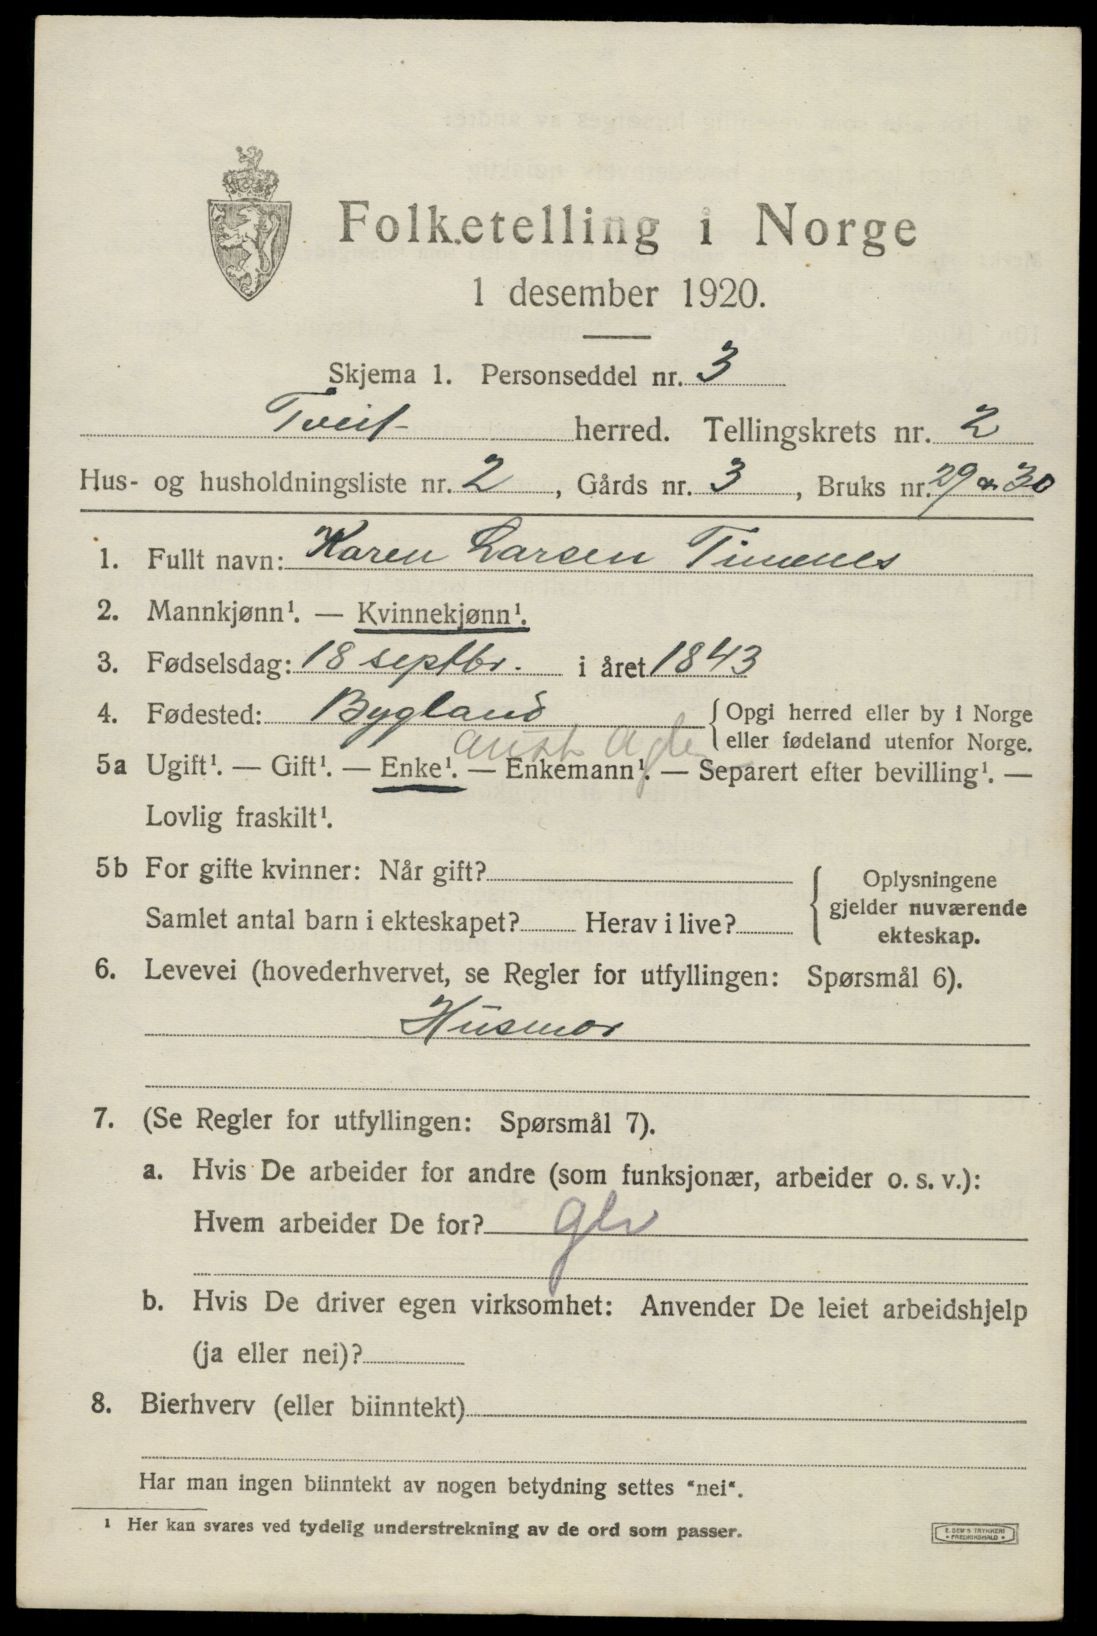 Folketelling i Norge
1 desember 1920.
Skjema 1. Personseddel nr. 3
Tveit herred. Tellingskrets nr. 2
Hus- og husholdningsliste nr. 2, Gårds nr. 3, Bruks nr. 29 & 30
1. Fullt navn: Karen Larsen Timenes
2. Mannkjønn¹. — Kvinnekjønn¹.
3. Fødselsdag: 18 septbr. i året 1843
4. Fødested: Bygland { Opgi herred eller by i Norge
eller fødeland utenfor Norge.
Aust Agder
5a Ugift¹. — Gift¹. — Enke¹. — Enkemann¹. — Separert efter bevilling¹. —
Lovlig fraskilt¹.
5b For gifte kvinner: Når gift?
Samlet antal barn i ekteskapet? Herav i live?
{ Oplysningene
gjelder nuværende
ekteskap.
6. Levevei (hovederhvervet, se Regler for utfyllingen: Spørsmål 6).
Husmor
7. (Se Regler for utfyllingen: Spørsmål 7).
a. Hvis De arbeider for andre (som funksjonær, arbeider o. s. v.):
Hvem arbeider De for?
b. Hvis De driver egen virksomhet: Anvender De leiet arbeidshjelp
(ja eller nei)?
8. Bierhverv (eller biinntekt)
Har man ingen biinntekt av nogen betydning settes "nei".
¹ Her kan svares ved tydelig understrekning av de ord som passer.
E. SEM'S TRYKKERI
• FREDRIKSHALD •